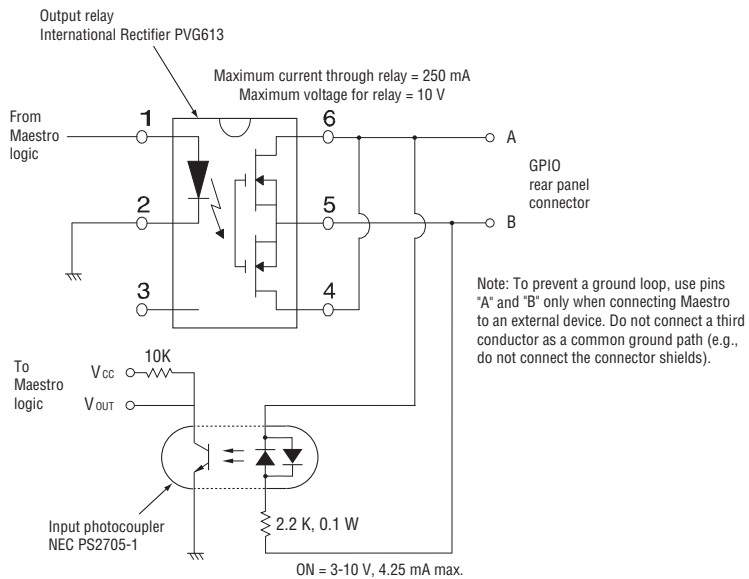 Output relay
International Rectifier PVG613
Maximum current through relay = 250 mA
Maximum voltage for relay = 10 V
From
Maestro
logic
1
2
3
6
5
4
A
B
GPIO
rear panel
connector
Note: To prevent a ground loop, use pins
"A" and "B" only when connecting Maestro
to an external device. Do not connect a third
conductor as a common ground path (e.g.,
do not connect the connector shields).
To
Maestro
logic
VCC
10K
VOUT
Input photocoupler
NEC PS2705-1
2.2 K, 0.1 W
ON = 3-10 V, 4.25 mA max.